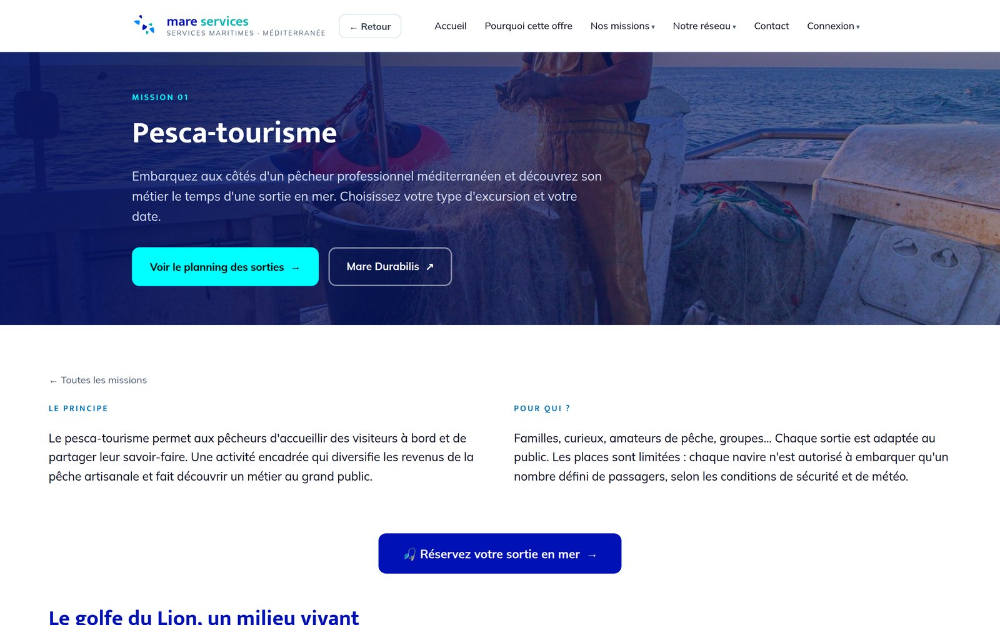 mare services
SERVICES MARITIMES · MÉDITERRANÉE
← Retour
Accueil
Pourquoi cette offre
Nos missions ▾
Notre réseau ▾
Contact
Connexion ▾
MISSION 01
Pesca-tourisme
Embarquez aux côtés d'un pêcheur professionnel méditerranéen et découvrez son
métier le temps d'une sortie en mer. Choisissez votre type d'excursion et votre
date.
Voir le planning des sorties →
Mare Durabilis ↗
← Toutes les missions
LE PRINCIPE
Le pesca-tourisme permet aux pêcheurs d'accueillir des visiteurs à bord et de
partager leur savoir-faire. Une activité encadrée qui diversifie les revenus de la
pêche artisanale et fait découvrir un métier au grand public.
POUR QUI ?
Familles, curieux, amateurs de pêche, groupes… Chaque sortie est adaptée au
public. Les places sont limitées : chaque navire n'est autorisé à embarquer qu'un
nombre défini de passagers, selon les conditions de sécurité et de météo.
🎣 Réservez votre sortie en mer →
Le golfe du Lion, un milieu vivant